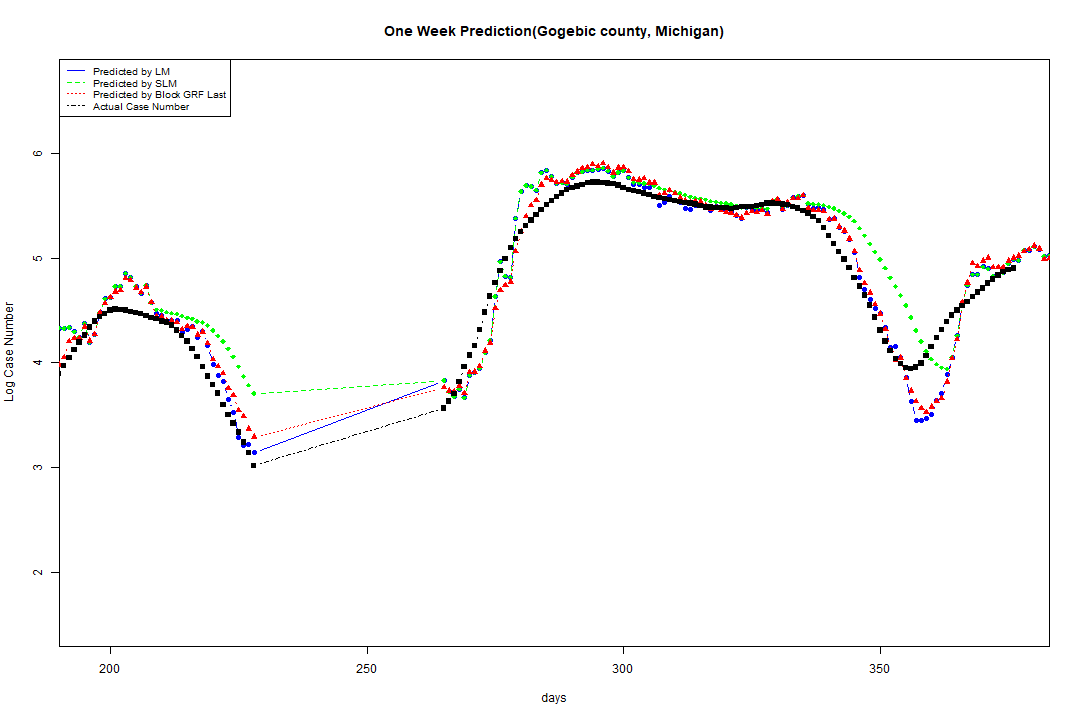 One Week Prediction(Gogebic county, Michigan)
Predicted by LM
Predicted by SLM
Predicted by Block GRF Last
Actual Case Number
Log Case Number
6
5
4
3
2
200 250 300 350
days